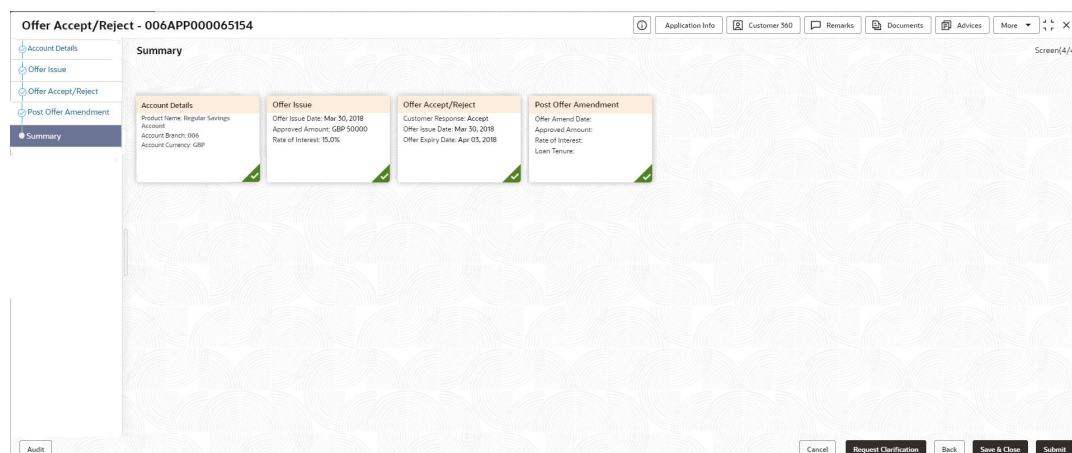 Offer Accept/Reject - 006APP000065154
Application Info
Customer 360
Remarks
Documents
Advices
More
Account Details
Offer Issue
Offer Accept/Reject
Post Offer Amendment
Summary
Summary
Screen(4/4
Account Details
Product Name: Regular Savings
Account
Account Branch: 006
Account Currency: GBP
Offer Issue
Offer Issue Date: Mar 30, 2018
Approved Amount: GBP 50000
Rate of Interest: 15.0%
Offer Accept/Reject
Customer Response: Accept
Offer Issue Date: Mar 30, 2018
Offer Expiry Date: Apr 03, 2018
Post Offer Amendment
Offer Amend Date:
Approved Amount:
Rate of Interest:
Loan Tenure:
Audit
Cancel
Request Clarification
Back
Save & Close
Submit